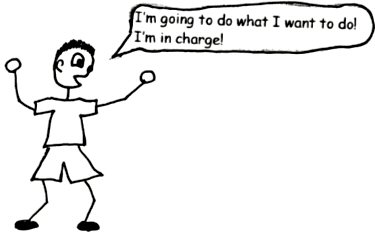 I'm going to do what I want to do!
I'm in charge!